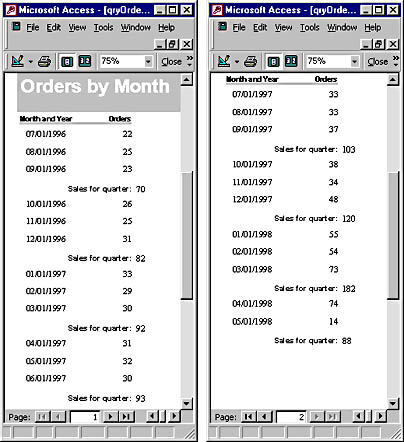 Microsoft Access - [qryOrde...
File Edit View Tools Window Help
75% Close »
Orders by Month
Month and Year Orders
07/01/1996 22
08/01/1996 25
09/01/1996 23
Sales for quarter: 70
10/01/1996 26
11/01/1996 25
12/01/1996 31
Sales for quarter: 82
01/01/1997 33
02/01/1997 29
03/01/1997 30
Sales for quarter: 92
04/01/1997 31
05/01/1997 32
06/01/1997 30
Sales for quarter: 93
Page: 1
Microsoft Access - [qryOrde...
File Edit View Tools Window Help
75% Close »
Month and Year Orders
07/01/1997 33
08/01/1997 33
09/01/1997 37
Sales for quarter: 103
10/01/1997 38
11/01/1997 34
12/01/1997 48
Sales for quarter: 120
01/01/1998 55
02/01/1998 54
03/01/1998 73
Sales for quarter: 182
04/01/1998 74
05/01/1998 14
Sales for quarter: 88
Page: 2